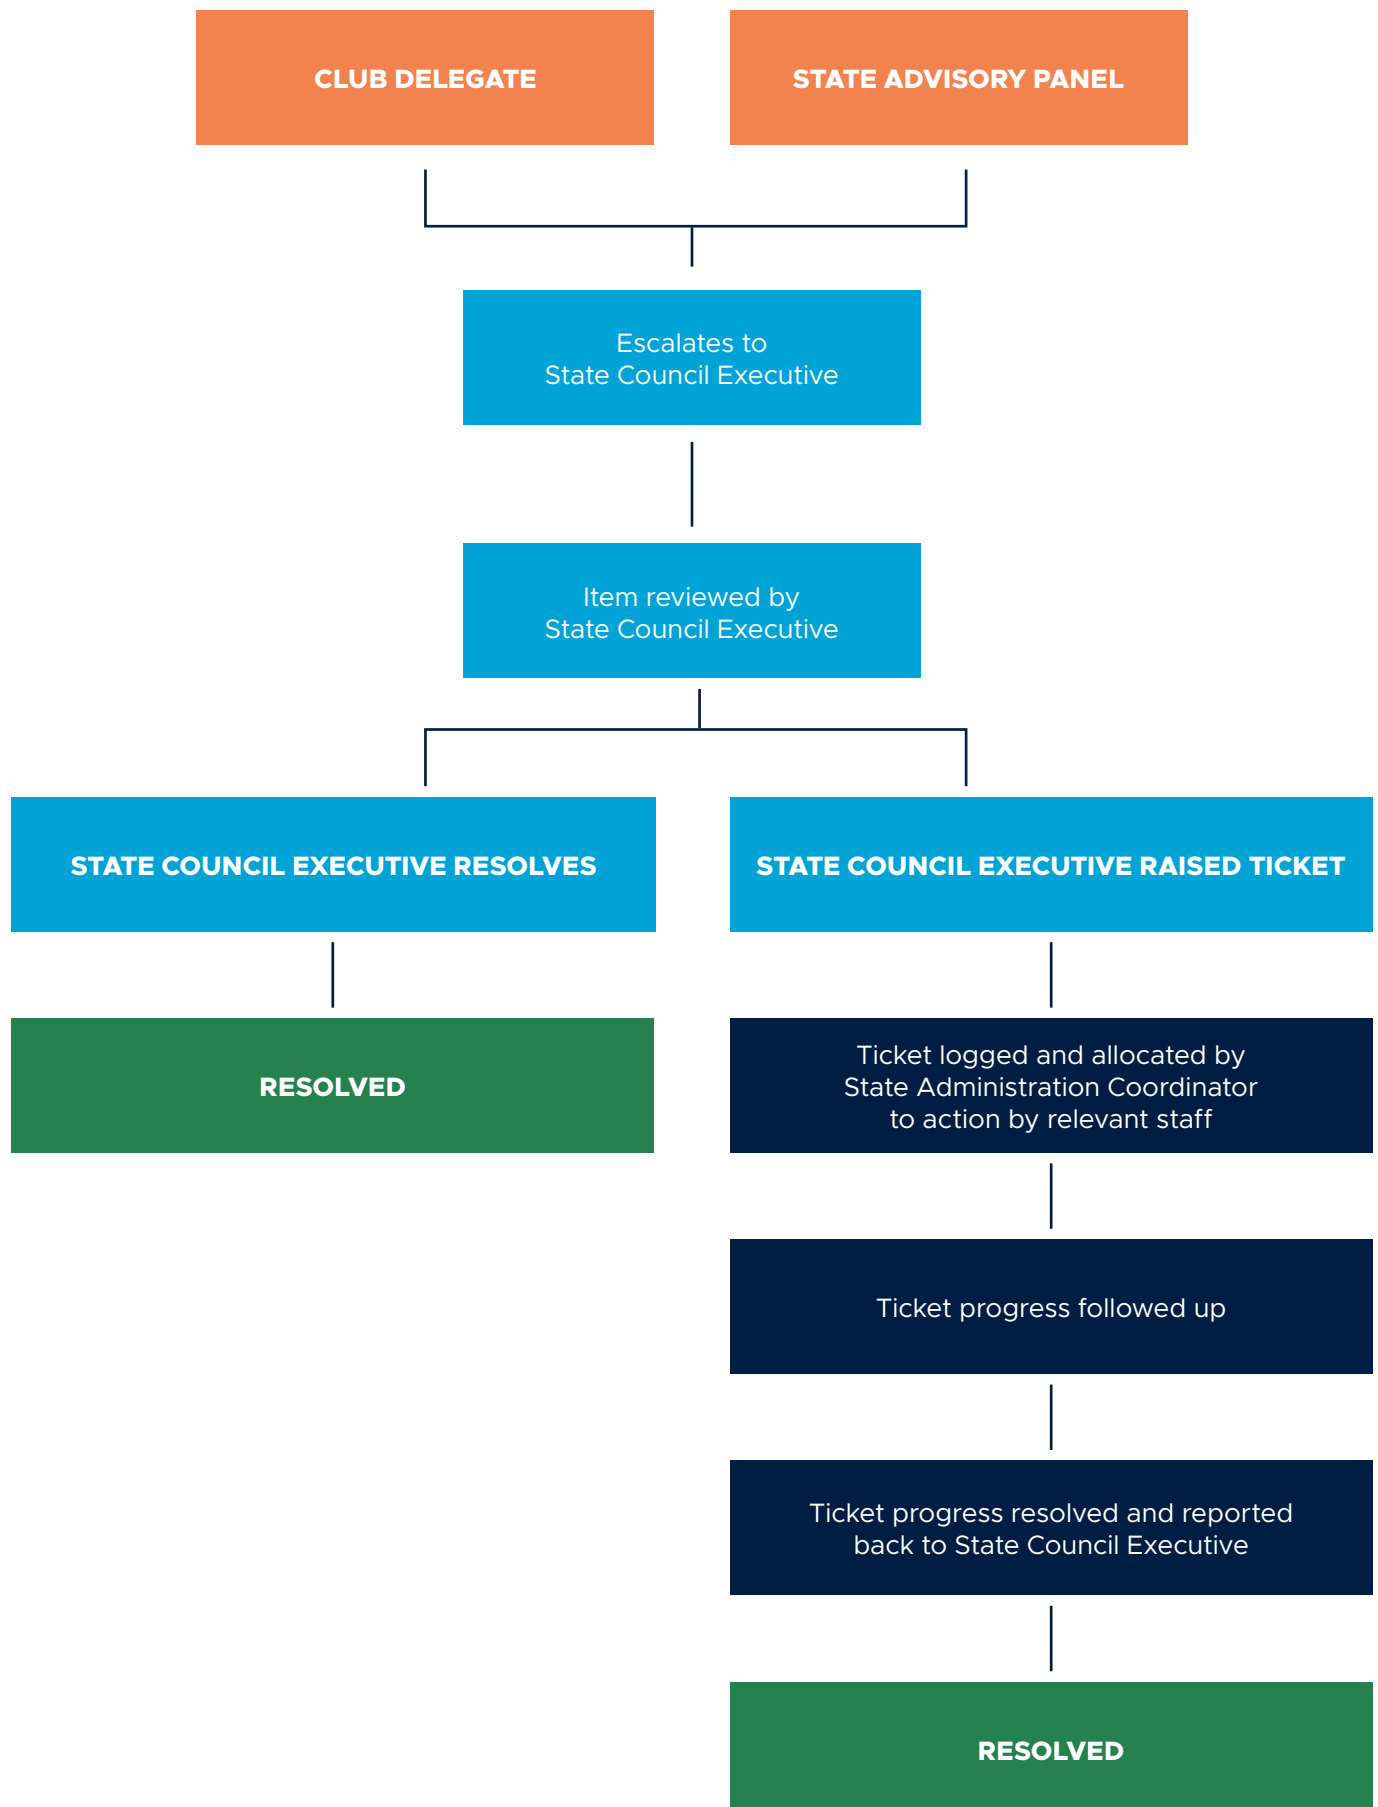 CLUB DELEGATE
STATE ADVISORY PANEL
Escalates to
State Council Executive
Item reviewed by
State Council Executive
STATE COUNCIL EXECUTIVE RESOLVES
STATE COUNCIL EXECUTIVE RAISED TICKET
RESOLVED
Ticket logged and allocated by
State Administration Coordinator
to action by relevant staff
Ticket progress followed up
Ticket progress resolved and reported
back to State Council Executive
RESOLVED